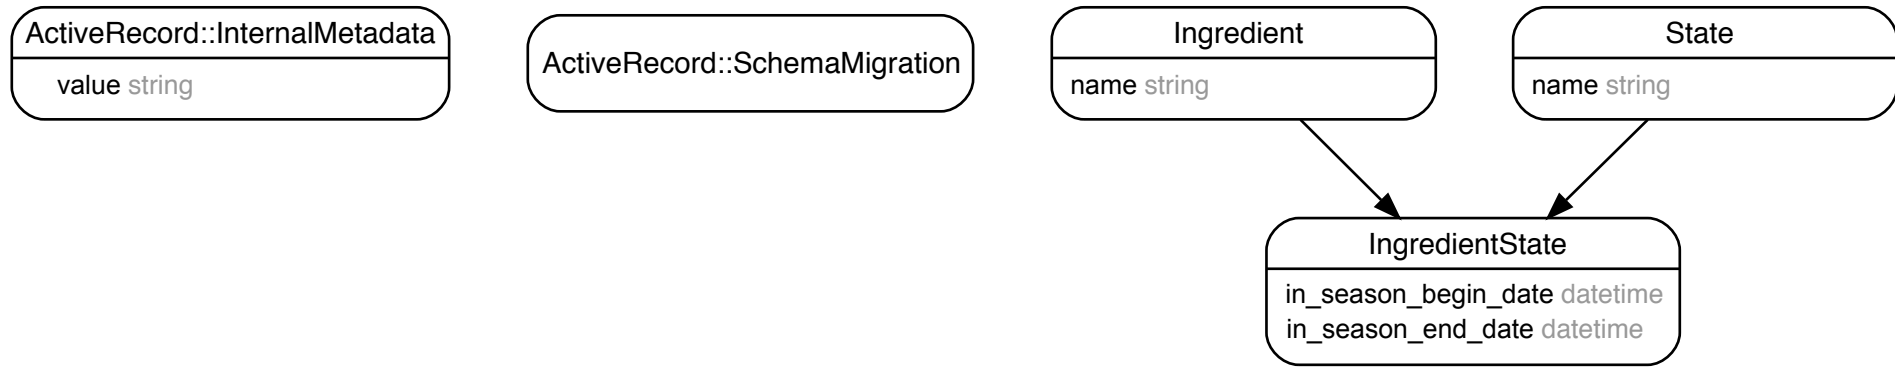 ActiveRecord::InternalMetadata
value string
ActiveRecord::SchemaMigration
Ingredient
name string
State
name string
IngredientState
in_season_begin_date datetime
in_season_end_date datetime